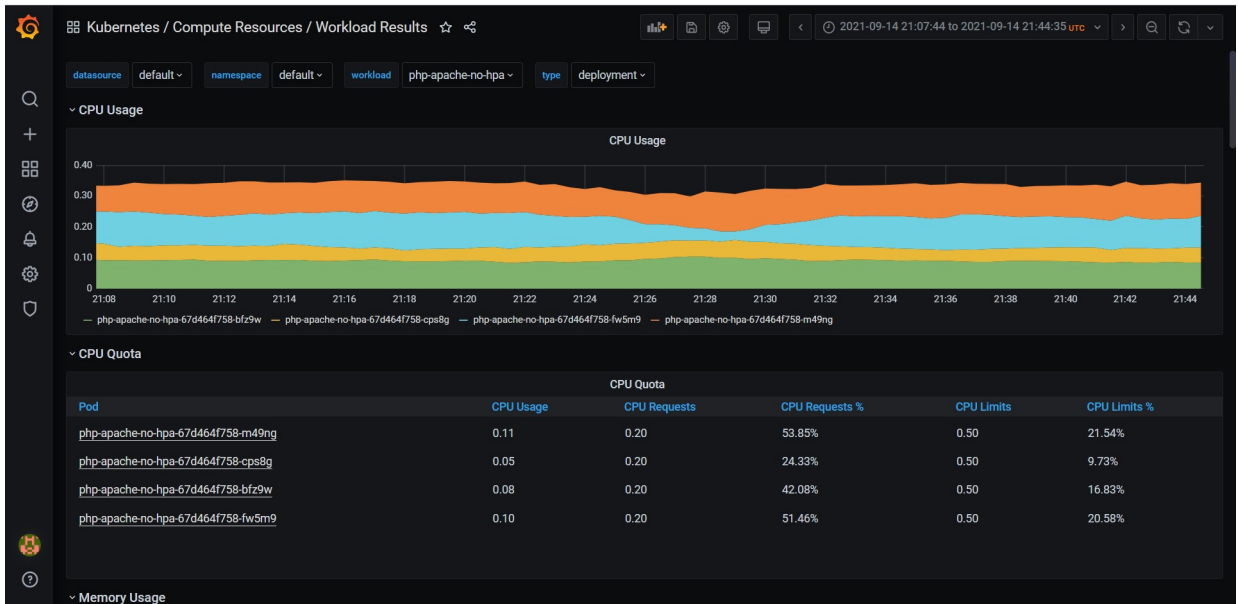 Kubernetes / Compute Resources / Workload Results
2021-09-14 21:07:44 to 2021-09-14 21:44:35 UTC
datasource default namespace default workload php-apache-no-hpa type deployment
CPU Usage
CPU Usage
0.40
0.30
0.20
0.10
0
21:08 21:10 21:12 21:14 21:16 21:18 21:20 21:22 21:24 21:26 21:28 21:30 21:32 21:34 21:36 21:38 21:40 21:42 21:44
php-apache-no-hpa-67d464f758-bfz9w php-apache-no-hpa-67d464f758-cps8g php-apache-no-hpa-67d464f758-fw5m9 php-apache-no-hpa-67d464f758-m49ng
CPU Quota
CPU Quota
Pod CPU Usage CPU Requests CPU Requests % CPU Limits CPU Limits %
php-apache-no-hpa-67d464f758-m49ng 0.11 0.20 53.85% 0.50 21.54%
php-apache-no-hpa-67d464f758-cps8g 0.05 0.20 24.33% 0.50 9.73%
php-apache-no-hpa-67d464f758-bfz9w 0.08 0.20 42.08% 0.50 16.83%
php-apache-no-hpa-67d464f758-fw5m9 0.10 0.20 51.46% 0.50 20.58%
Memory Usage